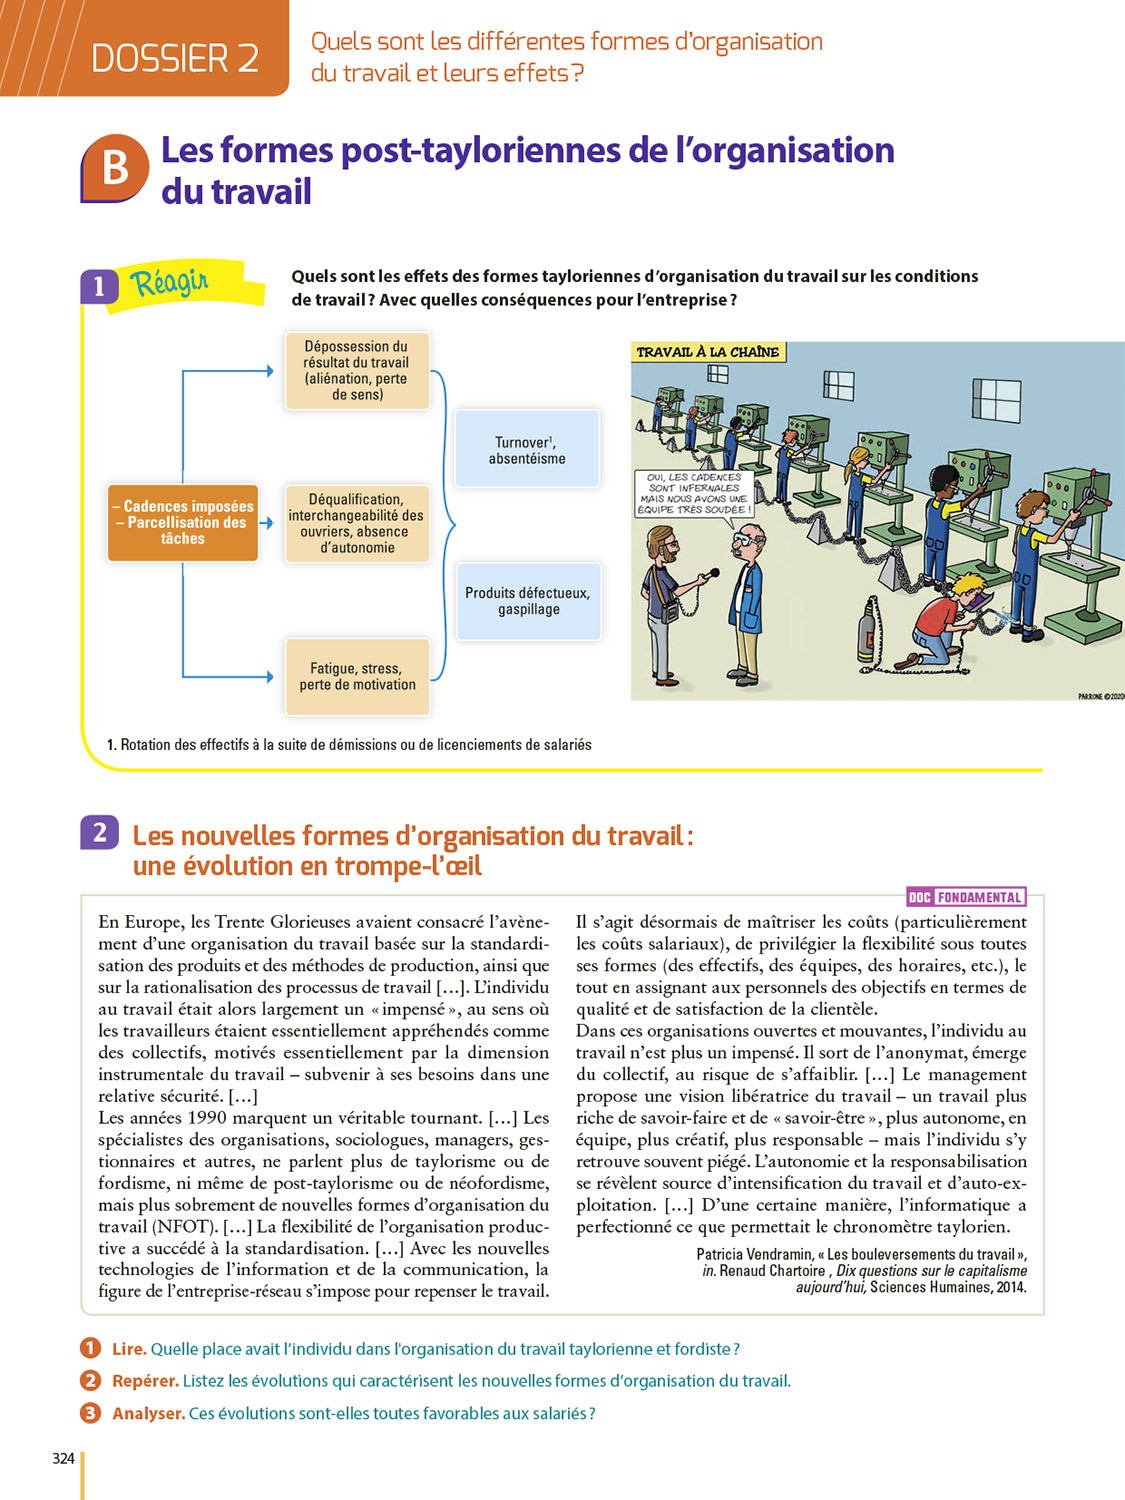 DOSSIER 2
Quels sont les différentes formes d'organisation
du travail et leurs effets ?
B
Les formes post-tayloriennes de l'organisation
du travail
1 Réagir
Quels sont les effets des formes tayloriennes d'organisation du travail sur les conditions
de travail ? Avec quelles conséquences pour l'entreprise ?
– Cadences imposées
– Parcellisation des
tâches
Dépossession du
résultat du travail
(aliénation, perte
de sens)
Déqualification,
interchangeabilité des
ouvriers, absence
d'autonomie
Fatigue, stress,
perte de motivation
Turnover¹,
absentéisme
Produits défectueux,
gaspillage
TRAVAIL À LA CHAÎNE
OUI, LES CADENCES
SONT INFERNALES
MAIS NOUS AVONS UNE
ÉQUIPE TRÈS SOUDÉE !
PARRONE ©2020
1. Rotation des effectifs à la suite de démissions ou de licenciements de salariés
2
Les nouvelles formes d'organisation du travail :
une évolution en trompe-l'œil
DOC FONDAMENTAL
En Europe, les Trente Glorieuses avaient consacré l'avène-
ment d'une organisation du travail basée sur la standardi-
sation des produits et des méthodes de production, ainsi que
sur la rationalisation des processus de travail [...]. L'individu
au travail était alors largement un « impensé », au sens où
les travailleurs étaient essentiellement appréhendés comme
des collectifs, motivés essentiellement par la dimension
instrumentale du travail – subvenir à ses besoins dans une
relative sécurité. [...]
Les années 1990 marquent un véritable tournant. [...] Les
spécialistes des organisations, sociologues, managers, ges-
tionnaires et autres, ne parlent plus de taylorisme ou de
fordisme, ni même de post-taylorisme ou de néofordisme,
mais plus sobrement de nouvelles formes d'organisation du
travail (NFOT). [...] La flexibilité de l'organisation produc-
tive a succédé à la standardisation. [...] Avec les nouvelles
technologies de l'information et de la communication, la
figure de l'entreprise-réseau s'impose pour repenser le travail.
Il s'agit désormais de maîtriser les coûts (particulièrement
les coûts salariaux), de privilégier la flexibilité sous toutes
ses formes (des effectifs, des équipes, des horaires, etc.), le
tout en assignant aux personnels des objectifs en termes de
qualité et de satisfaction de la clientèle.
Dans ces organisations ouvertes et mouvantes, l'individu au
travail n'est plus un impensé. Il sort de l'anonymat, émerge
du collectif, au risque de s'affaiblir. [...] Le management
propose une vision libératrice du travail – un travail plus
riche de savoir-faire et de « savoir-être », plus autonome, en
équipe, plus créatif, plus responsable – mais l'individu s'y
retrouve souvent piégé. L'autonomie et la responsabilisation
se révèlent source d'intensification du travail et d'auto-ex-
ploitation. [...] D'une certaine manière, l'informatique a
perfectionné ce que permettait le chronomètre taylorien.
Patricia Vendramin, « Les bouleversements du travail »,
in. Renaud Chartoire , Dix questions sur le capitalisme
aujourd'hui, Sciences Humaines, 2014.
1 Lire. Quelle place avait l'individu dans l'organisation du travail taylorienne et fordiste ?
2 Repérer. Listez les évolutions qui caractérisent les nouvelles formes d'organisation du travail.
3 Analyser. Ces évolutions sont-elles toutes favorables aux salariés ?
324